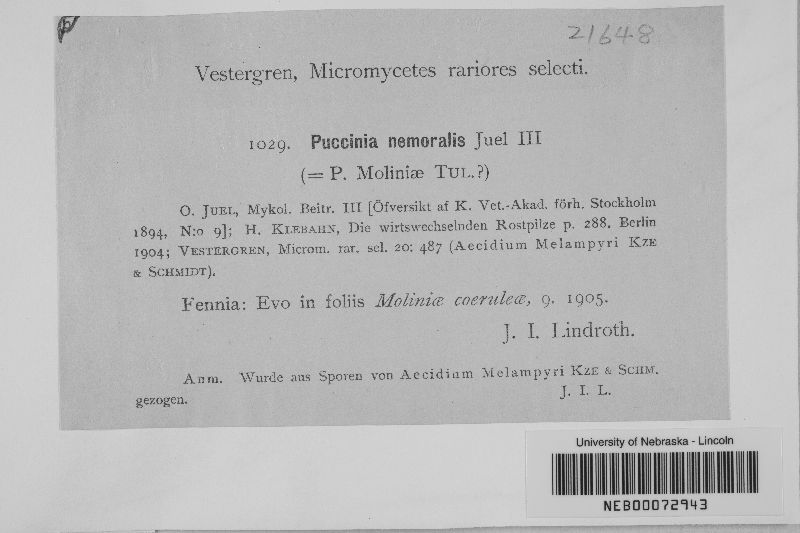 21648
Vestergren, Micromycetes rariores selecti.
1029. Puccinia nemoralis Juel III
(= P. Moliniæ TUL.?)
O. JUEL, Mykol. Beitr. III [Öfversikt af K. Vet.-Akad. förh. Stockholm
1894, N:o 9]; H. KLEBAHN, Die wirtswechselnden Rostpilze p. 288. Berlin
1904; VESTERGREN, Microm. rar. sel. 20: 487 (Aecidium Melampyri KZE
& SCHMIDT).
Fennia: Evo in foliis Moliniæ coeruleæ, 9. 1905.
J. I. Lindroth.
Anm. Wurde aus Sporen von Aecidium Melampyri KZE & SCHM.
gezogen.
J. I. L.
University of Nebraska - Lincoln
NEB00072943